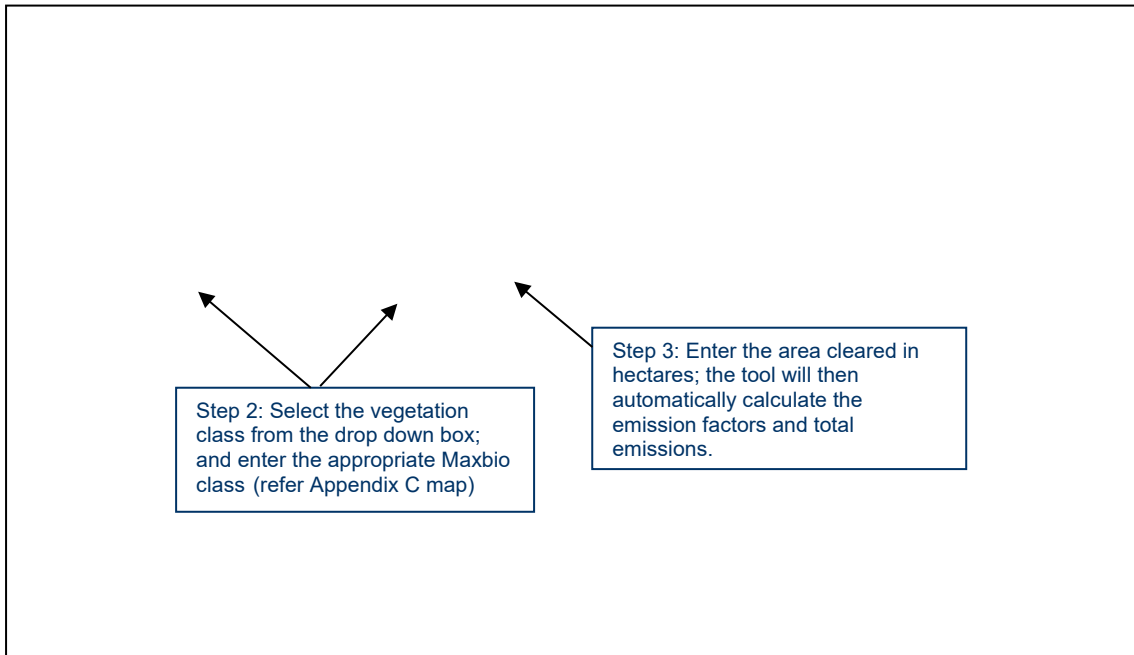 Step 2: Select the vegetation
class from the drop down box;
and enter the appropriate Maxbio
class (refer Appendix C map)
Step 3: Enter the area cleared in
hectares; the tool will then
automatically calculate the
emission factors and total
emissions.